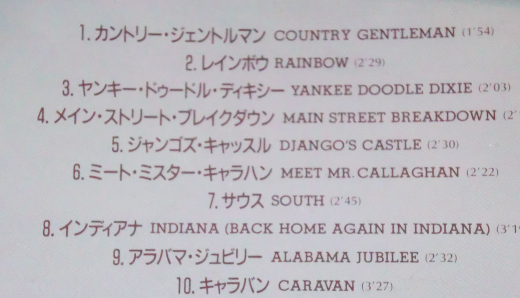 1. カントリー・ジェントルマン COUNTRY GENTLEMAN (1'54)
2. レインボウ RAINBOW (2'29)
3. ヤンキー・ドゥードル・ディキシー YANKEE DOODLE DIXIE (2'03)
4. メイン・ストリート・ブレイクダウン MAIN STREET BREAKDOWN
5. ジャンゴズ・キャッスル DJANGO'S CASTLE (2'30)
6. ミート・ミスター・キャラハン MEET MR. CALLAGHAN (2'22)
7. サウス SOUTH (2'45)
8. インディアナ INDIANA (BACK HOME AGAIN IN INDIANA)
9. アラバマ・ジュビリー ALABAMA JUBILEE (2'32)
10. キャラバン CARAVAN (3'27)